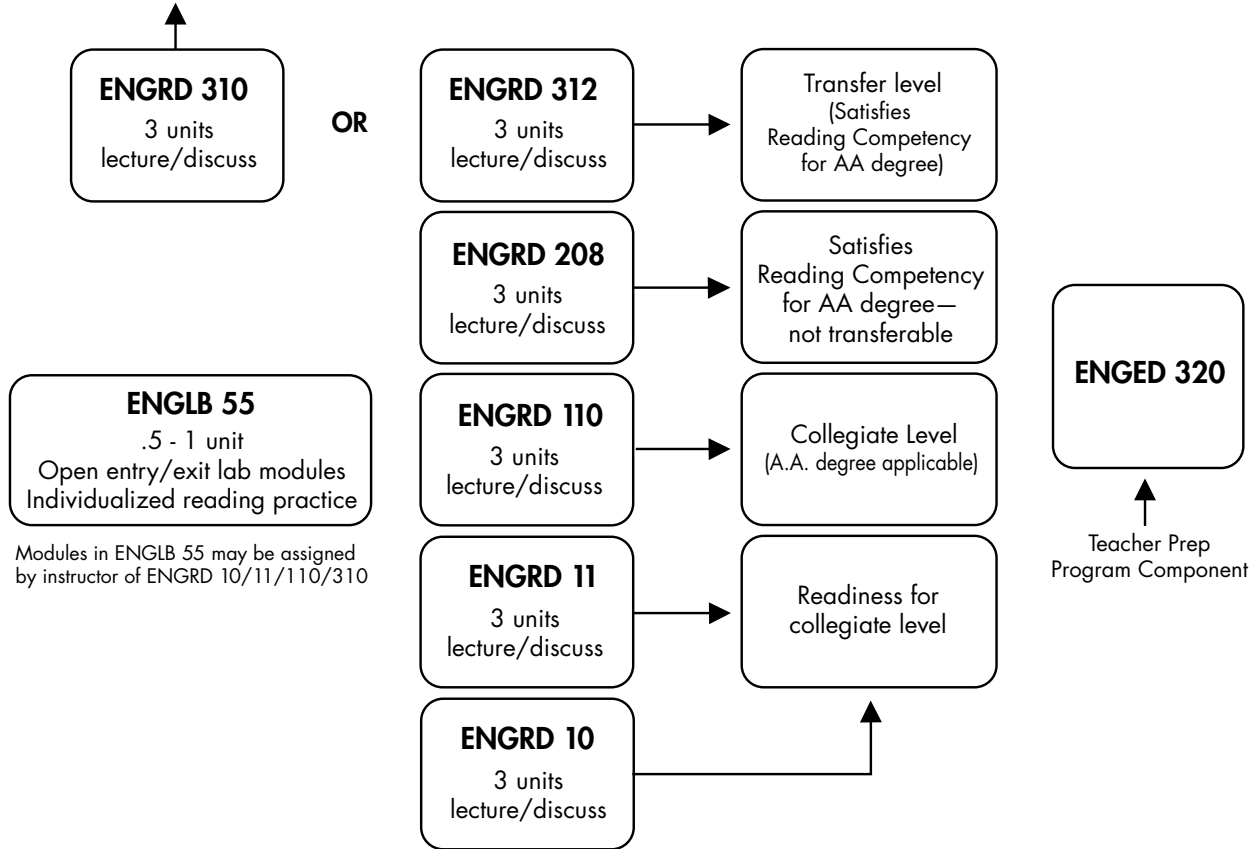 ENGRD 310
3 units
lecture/discuss
OR
ENGRD 312
3 units
lecture/discuss
Transfer level
(Satisfies
Reading Competency
for AA degree)
ENGRD 208
3 units
lecture/discuss
Satisfies
Reading Competency
for AA degree—
not transferable
ENGED 320
Teacher Prep
Program Component
ENGLB 55
.5 - 1 unit
Open entry/exit lab modules
Individualized reading practice
Modules in ENGLB 55 may be assigned
by instructor of ENGRD 10/11/110/310
ENGRD 110
3 units
lecture/discuss
Collegiate Level
(A.A. degree applicable)
ENGRD 11
3 units
lecture/discuss
Readiness for
collegiate level
ENGRD 10
3 units
lecture/discuss